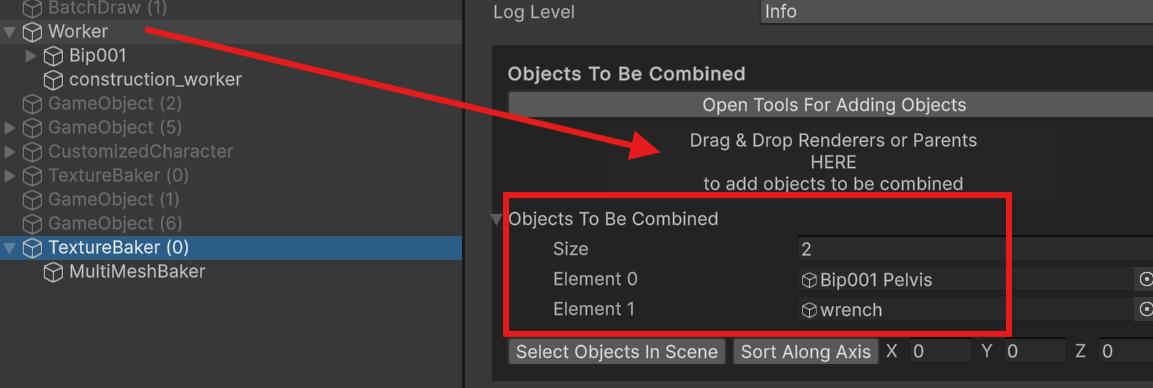 BatchDraw (1)
Worker
Bip001
construction_worker
GameObject (2)
GameObject (5)
CustomizedCharacter
TextureBaker (0)
GameObject (1)
GameObject (6)
TextureBaker (0)
MultiMeshBaker
Log Level Info
Objects To Be Combined
Open Tools For Adding Objects
Drag & Drop Renderers or Parents
HERE
to add objects to be combined
Objects To Be Combined
Size 2
Element 0 Bip001 Pelvis
Element 1 wrench
Select Objects In Scene Sort Along Axis X 0 Y 0 Z 0